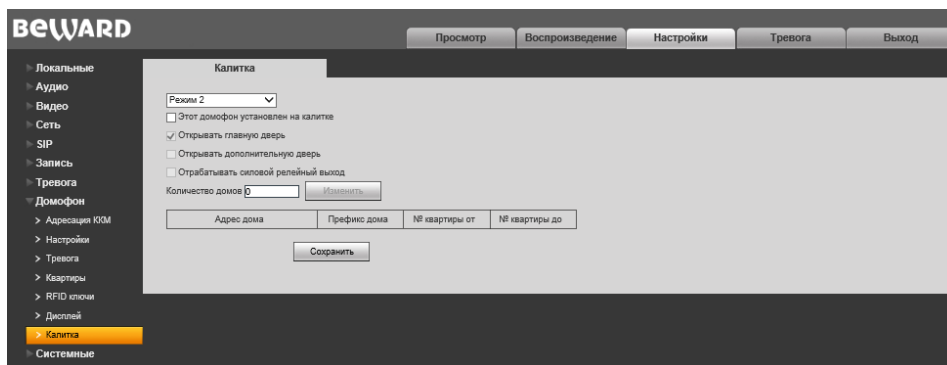 BEWARD
Просмотр Воспроизведение Настройки Тревога Выход
Локальные
Аудио
Видео
Сеть
SIP
Запись
Тревога
Домофон
Адресация ККМ
Настройки
Тревога
Квартиры
RFID ключи
Дисплей
Калитка
Системные
Калитка
Режим 2
Этот домофон установлен на калитке
Открывать главную дверь
Открывать дополнительную дверь
Отрабатывать силовой релейный выход
Количество домов 0 Изменить
Адрес дома Префикс дома № квартиры от № квартиры до
Сохранить